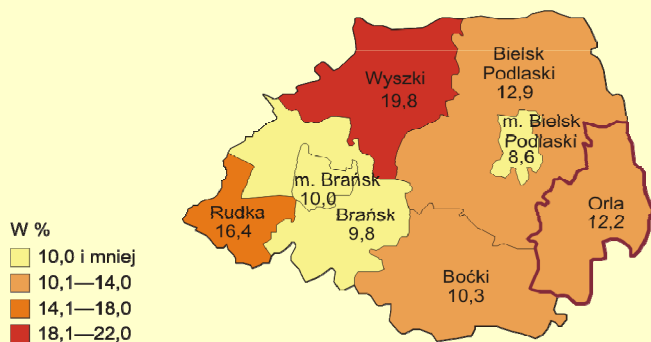 Wyszki
19,8
Bielsk
Podlaski
12,9
m. Bielsk
Podlaski
8,6
m. Brańsk
10,0
Rudka
16,4
Brańsk
9,8
Orla
12,2
Boćki
10,3
W %
10,0 i mniej
10,1—14,0
14,1—18,0
18,1—22,0